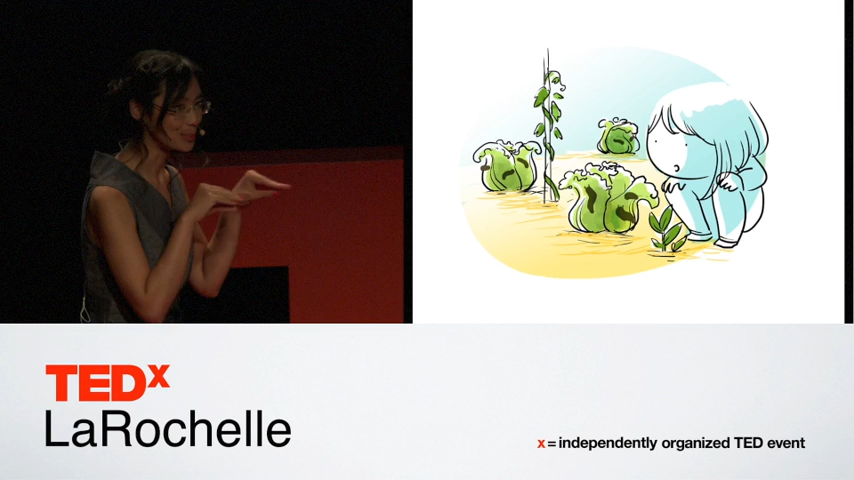 TEDx
LaRochelle
x = independently organized TED event